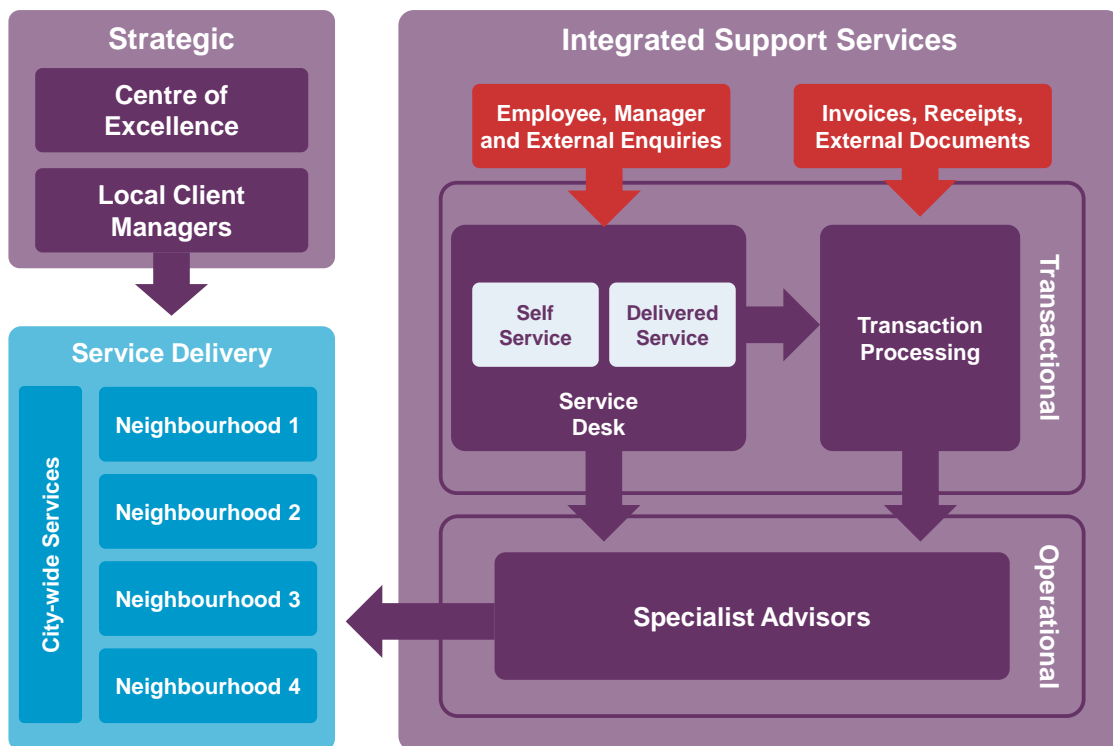 Strategic
Centre of
Excellence
Local Client
Managers
Service Delivery
City-wide Services
Neighbourhood 1
Neighbourhood 2
Neighbourhood 3
Neighbourhood 4
Integrated Support Services
Employee, Manager
and External Enquiries
Invoices, Receipts,
External Documents
Transactional
Self
Service
Delivered
Service
Service
Desk
Transaction
Processing
Operational
Specialist Advisors